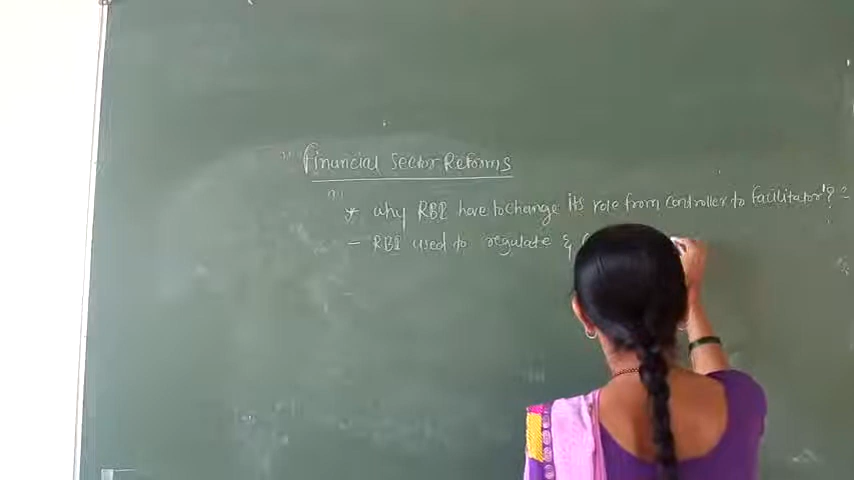 Financial Sector Reforms
* why RBI have to change its role from controller to facilitator?
- RBI used to regulate &